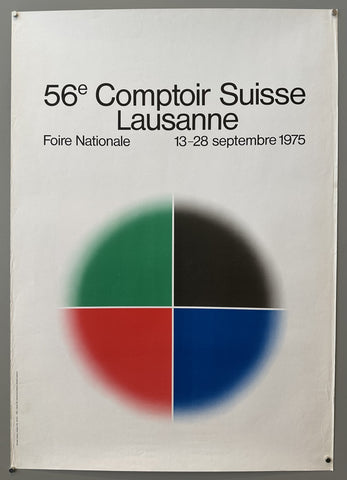 56e Comptoir Suisse
Lausanne
Foire Nationale 13–28 septembre 1975